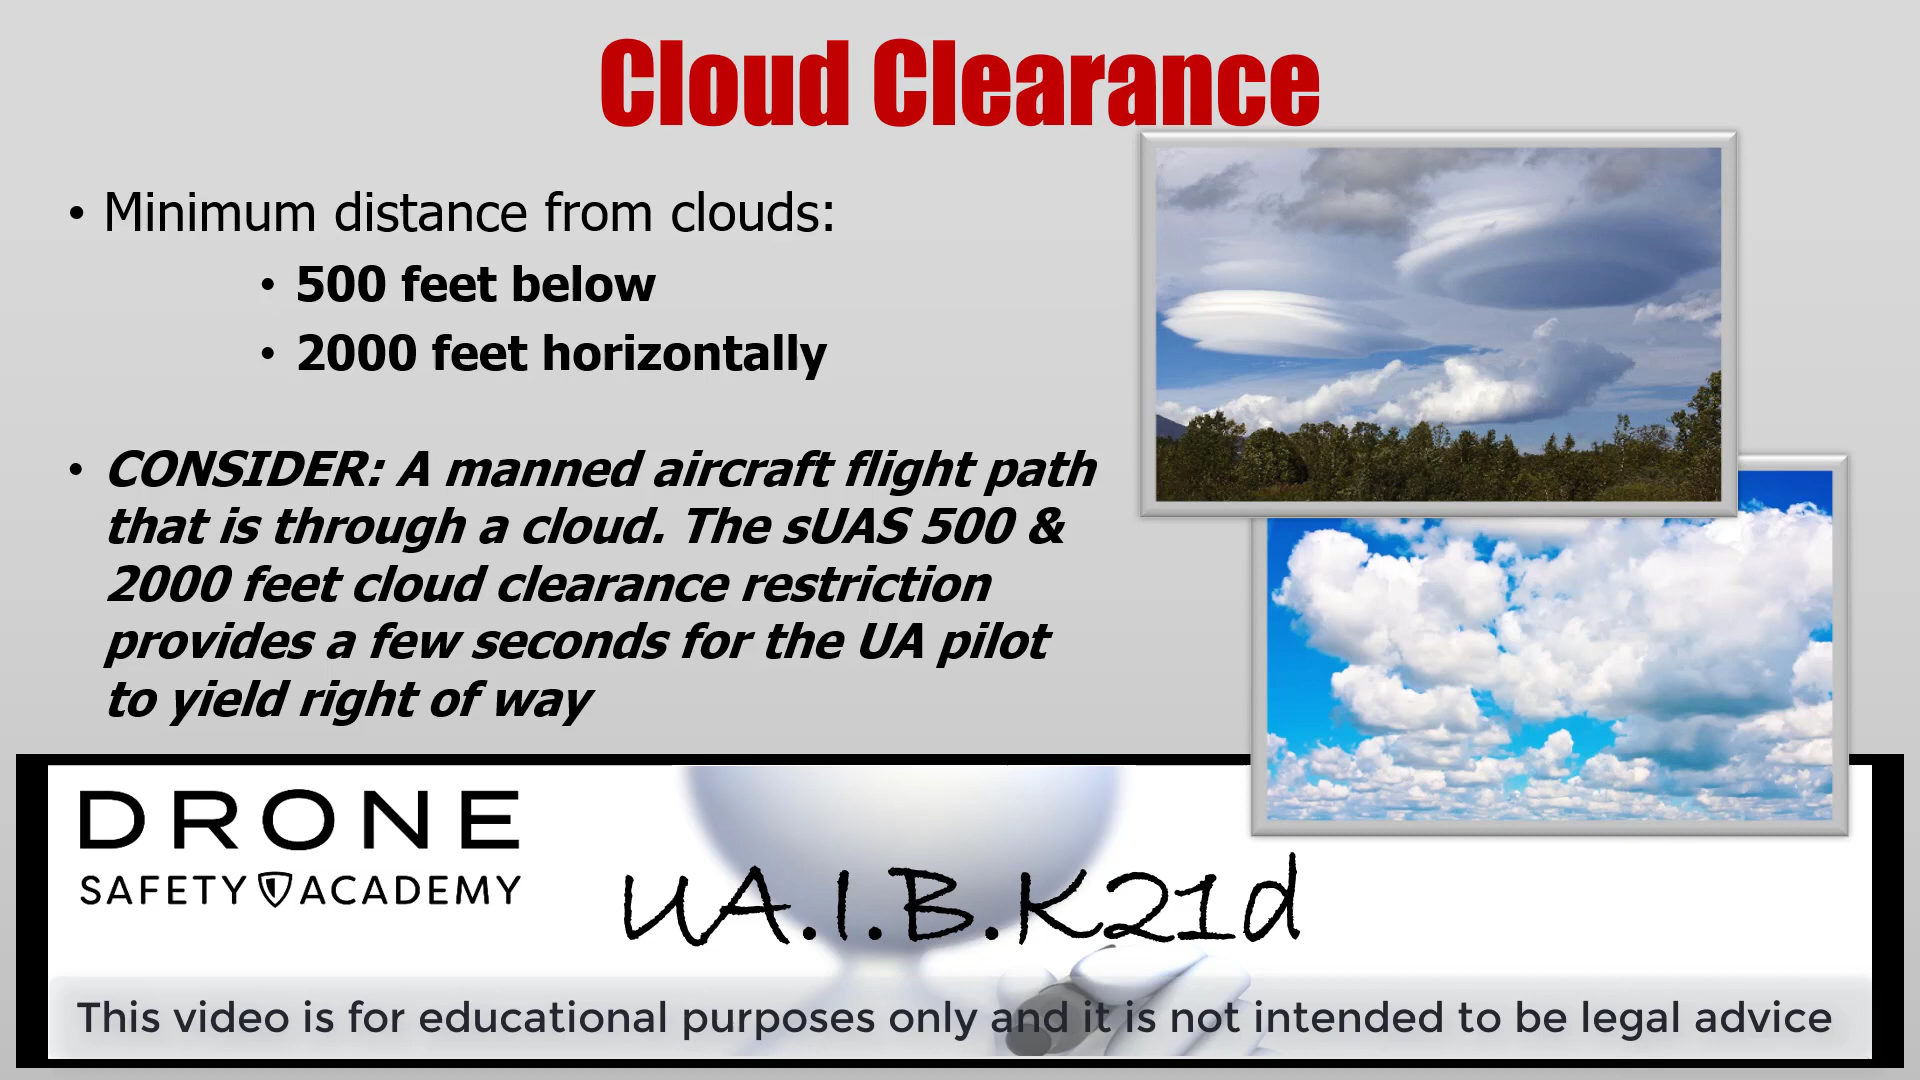 Cloud Clearance
• Minimum distance from clouds:
• 500 feet below
• 2000 feet horizontally
• CONSIDER: A manned aircraft flight path
that is through a cloud. The sUAS 500 &
2000 feet cloud clearance restriction
provides a few seconds for the UA pilot
to yield right of way
DRONE
SAFETY ACADEMY
UA.I.B.K21d
This video is for educational purposes only and it is not intended to be legal advice